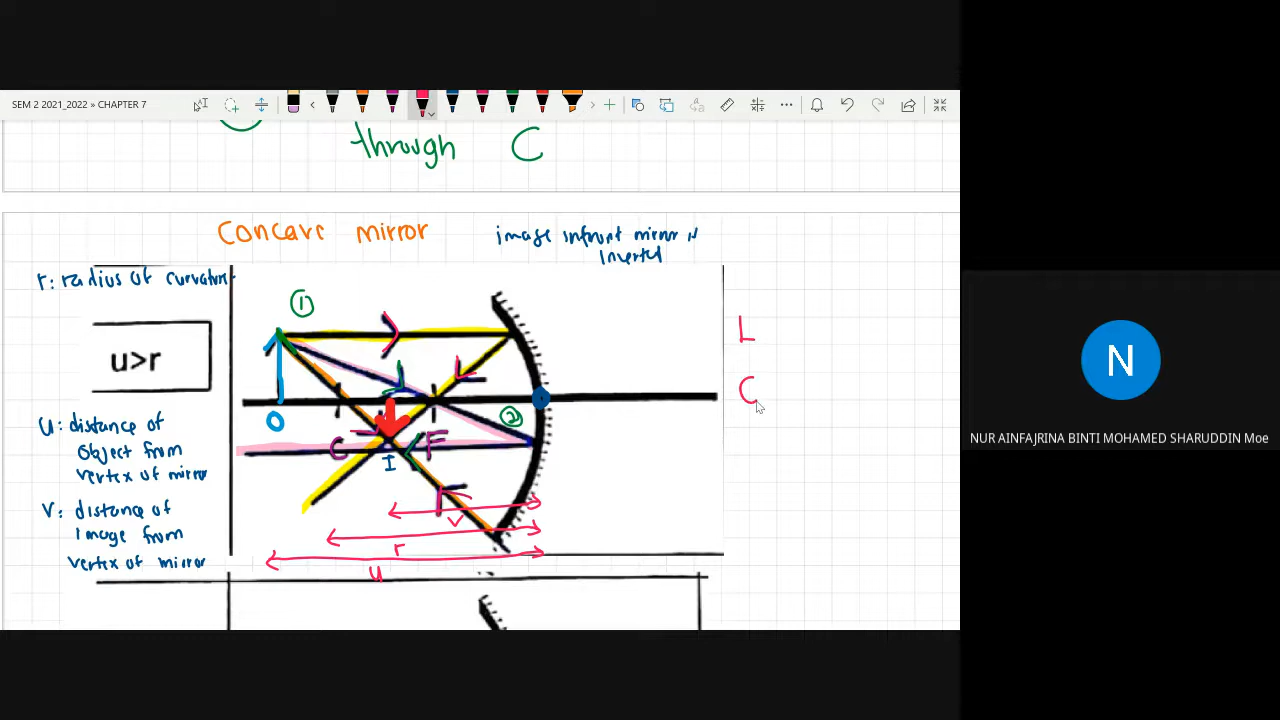 SEM 2 2021_2022 » CHAPTER 7
through C
Concave mirror
image infront mirror N
Inverted
r: radius of curvature
①
u>r
L
C
O
②
C
F
I
u: distance of
object from
vertex of mirror
v: distance of
image from
vertex of mirror
v
r
u
N
NUR AINFAJRINA BINTI MOHAMED SHARUDDIN Moe